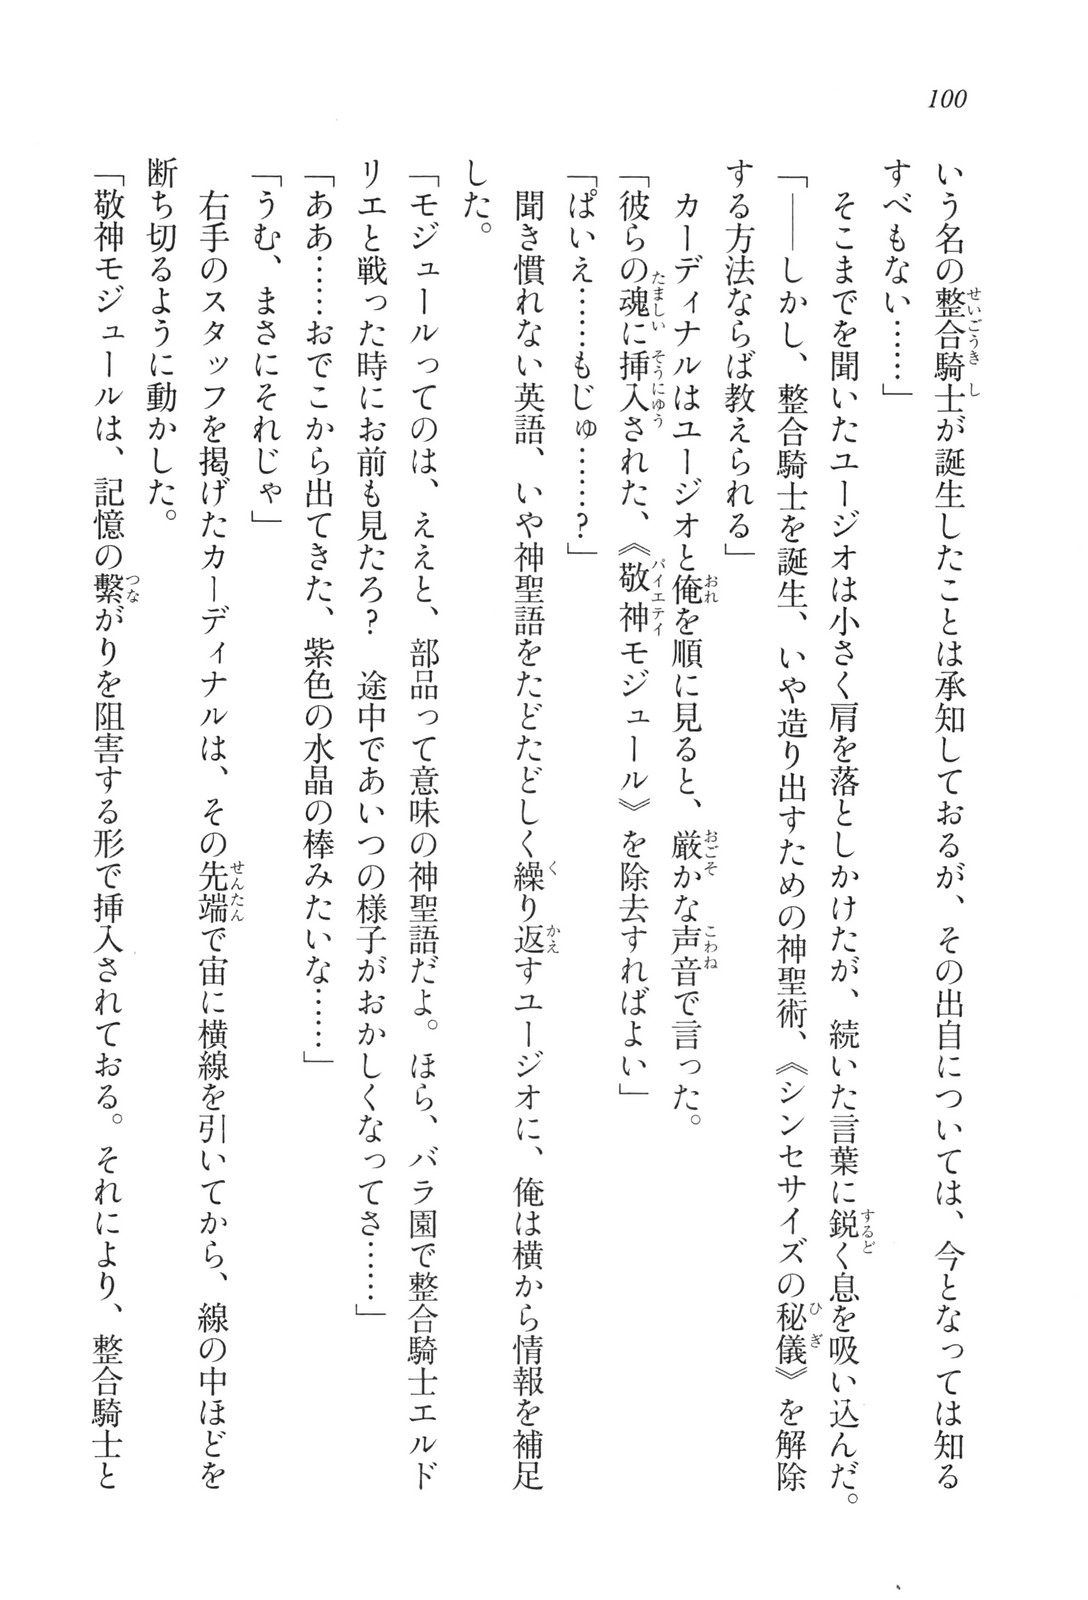 100
いう名の整合騎士が誕生したことは承知しておるが、その出自については、今となっては知る
すべもない……」
　そこまでを聞いたユージオは小さく肩を落としかけたが、続いた言葉に鋭く息を吸い込んだ。
「――しかし、整合騎士を誕生、いや造り出すための神聖術、《シンセサイズの秘儀》を解除
する方法ならば教えられる」
　カーディナルはユージオと俺を順に見ると、厳かな声音で言った。
「彼らの魂に挿入された、《敬神モジュール》を除去すればよい」
「ぱいえ……もじゅ……？」
　聞き慣れない英語、いや神聖語をたどたどしく繰り返すユージオに、俺は横から情報を補足
した。
「モジュールってのは、ええと、部品って意味の神聖語だよ。ほら、バラ園で整合騎士エルド
リエと戦った時にお前も見たろ？　途中であいつの様子がおかしくなってさ……」
「ああ……おでこから出てきた、紫色の水晶の棒みたいな……」
「うむ、まさにそれじゃ」
　右手のスタッフを掲げたカーディナルは、その先端で宙に横線を引いてから、線の中ほどを
断ち切るように動かした。
「敬神モジュールは、記憶の繫がりを阻害する形で挿入されておる。それにより、整合騎士と